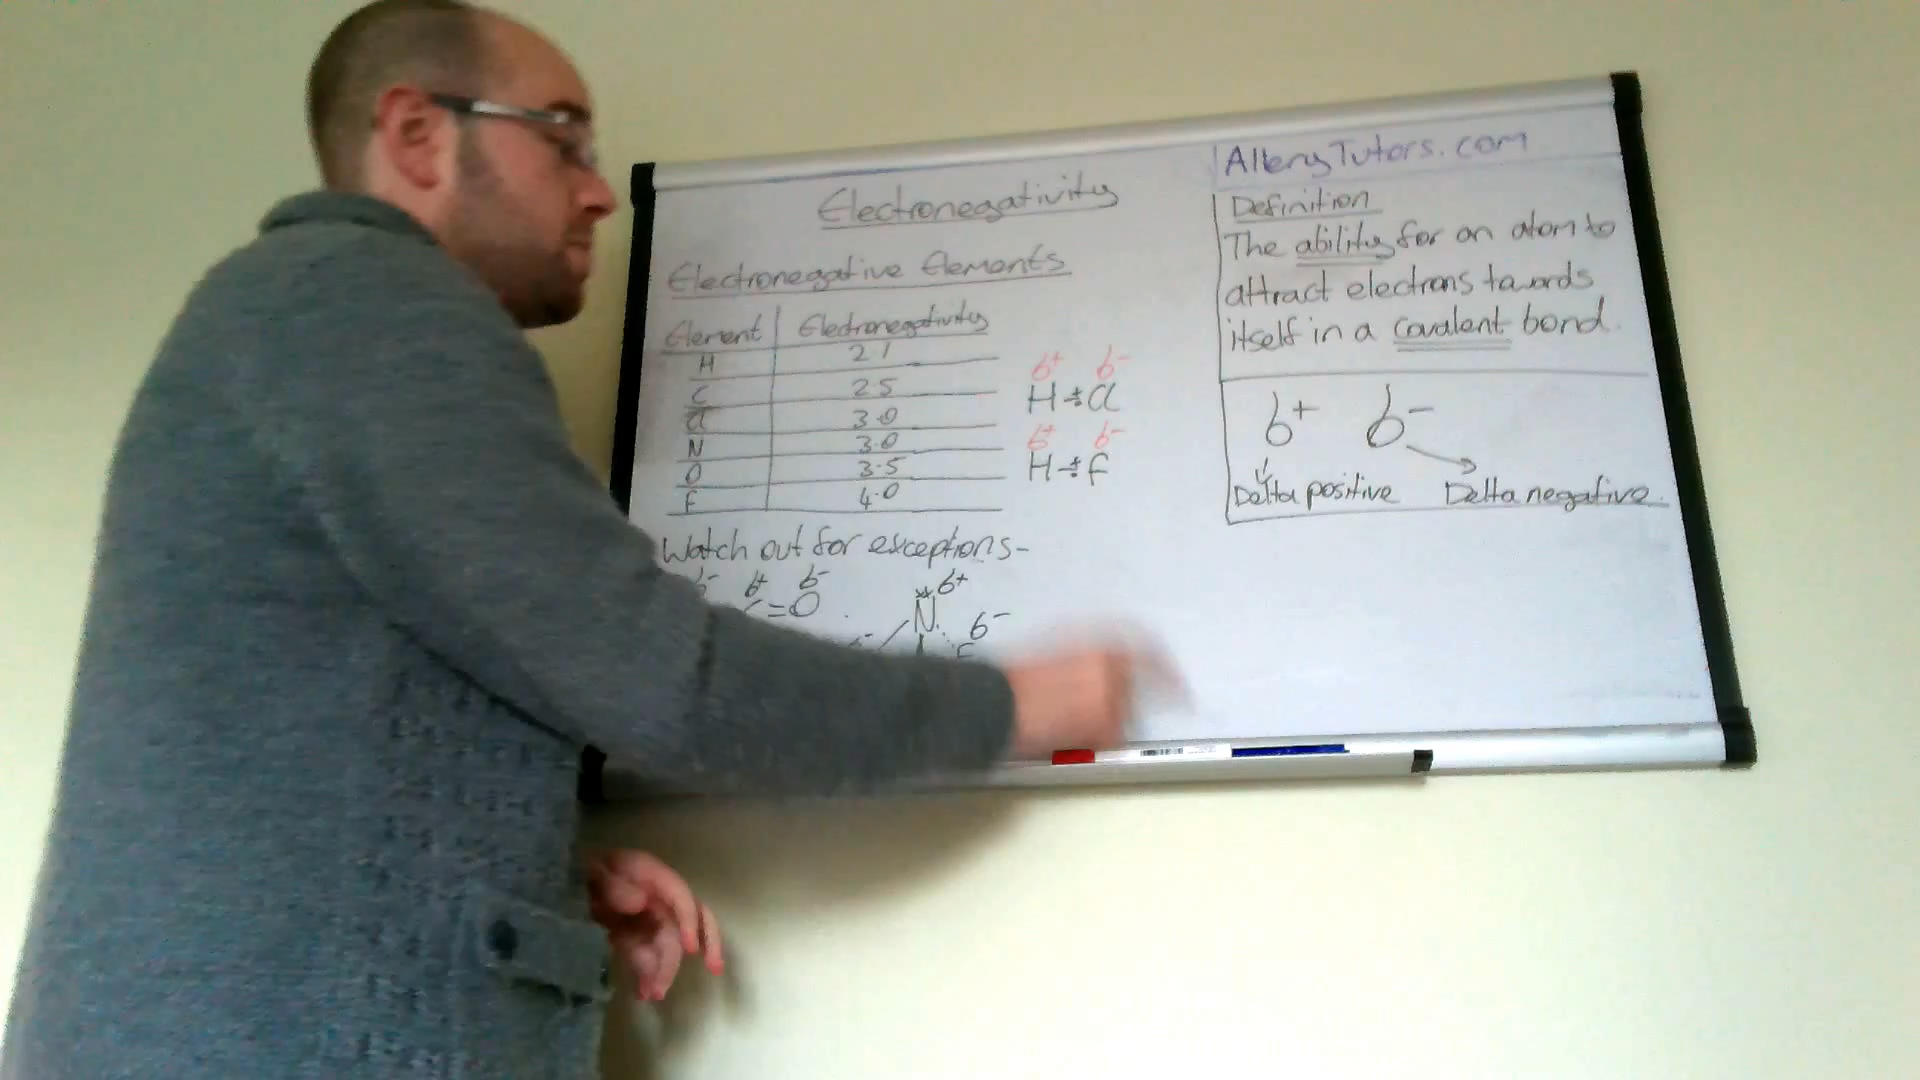 Electronegativity
Electronegative Elements
Element Electronegativity
H 2.1
C 2.5
Cl 3.0
N 3.0
O 3.5
F 4.0
δ+ δ-
H Cl
δ+ δ-
H F
Watch out for exceptions-
δ- δ+ δ-
=O
N δ+
δ-
F
AlleryTutors.com
Definition
The ability for an atom to
attract electrons towards
itself in a covalent bond.
δ+ δ-
Delta positive Delta negative.